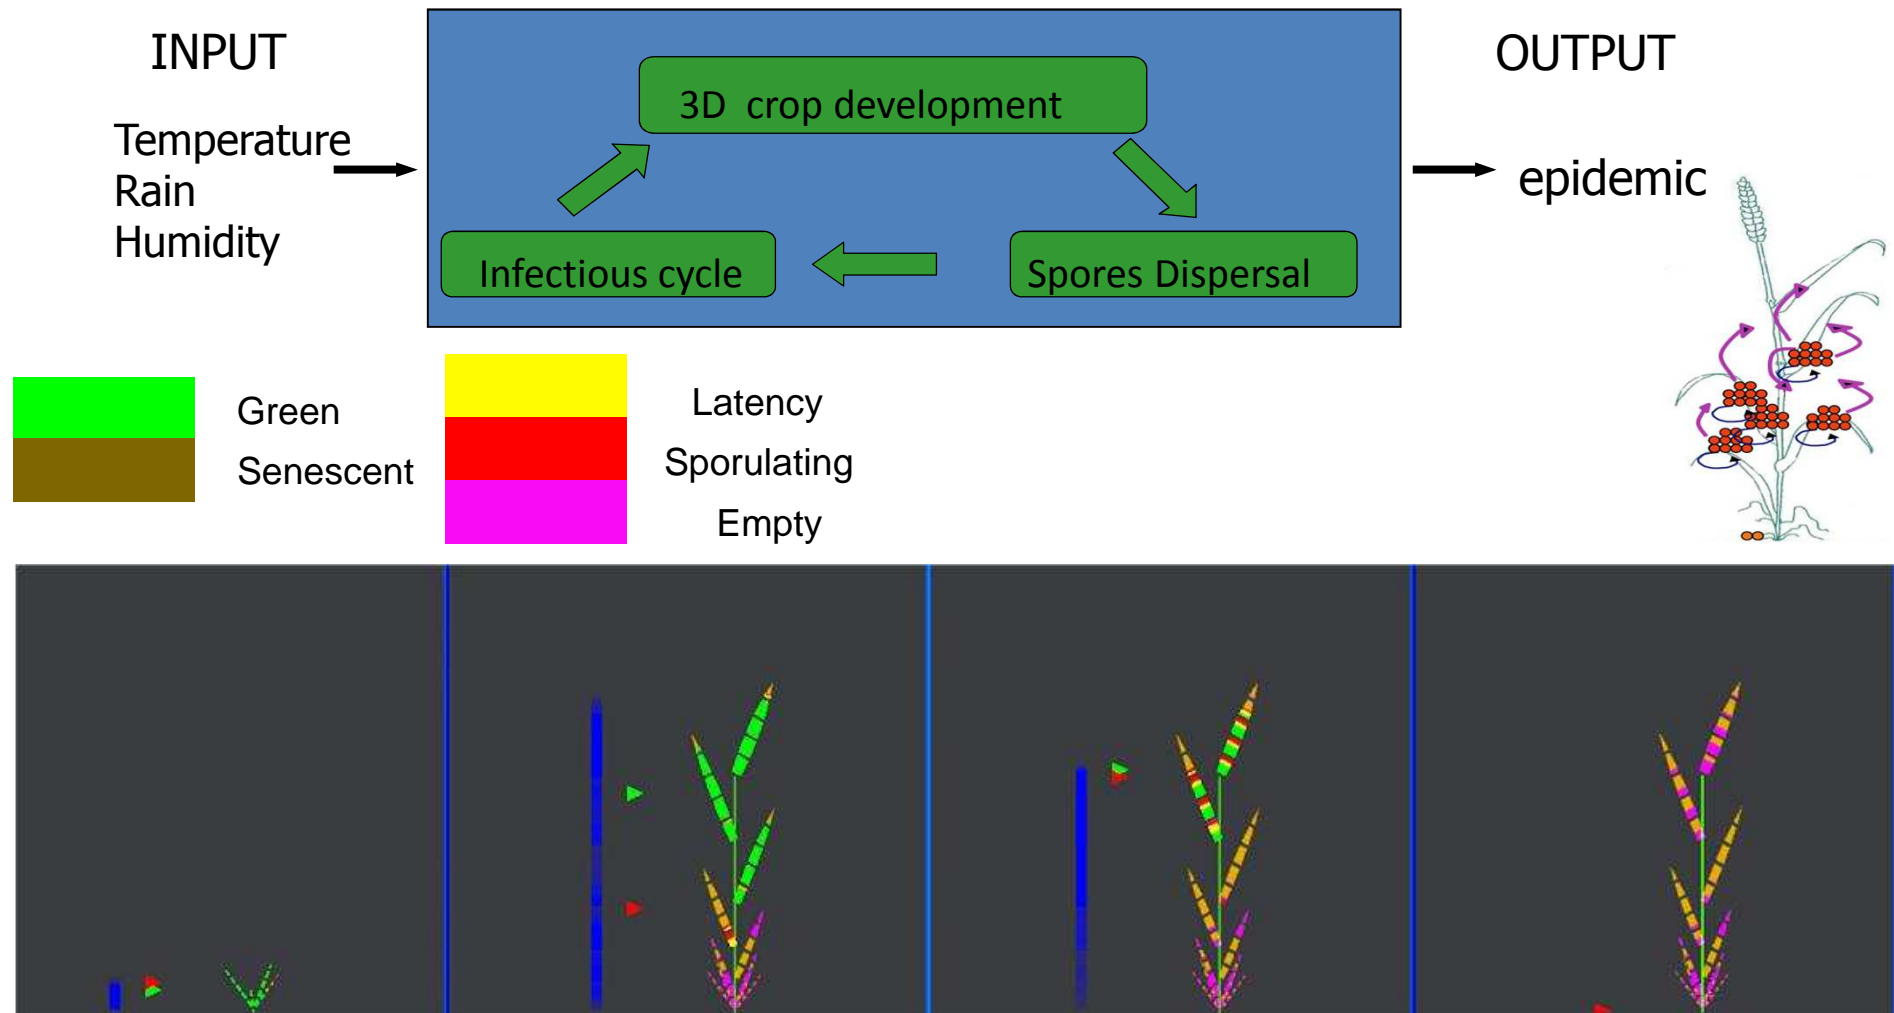 INPUT
OUTPUT
3D crop development
Temperature
Rain
Humidity
epidemic
Infectious cycle
Spores Dispersal
Green
Senescent
Latency
Sporulating
Empty